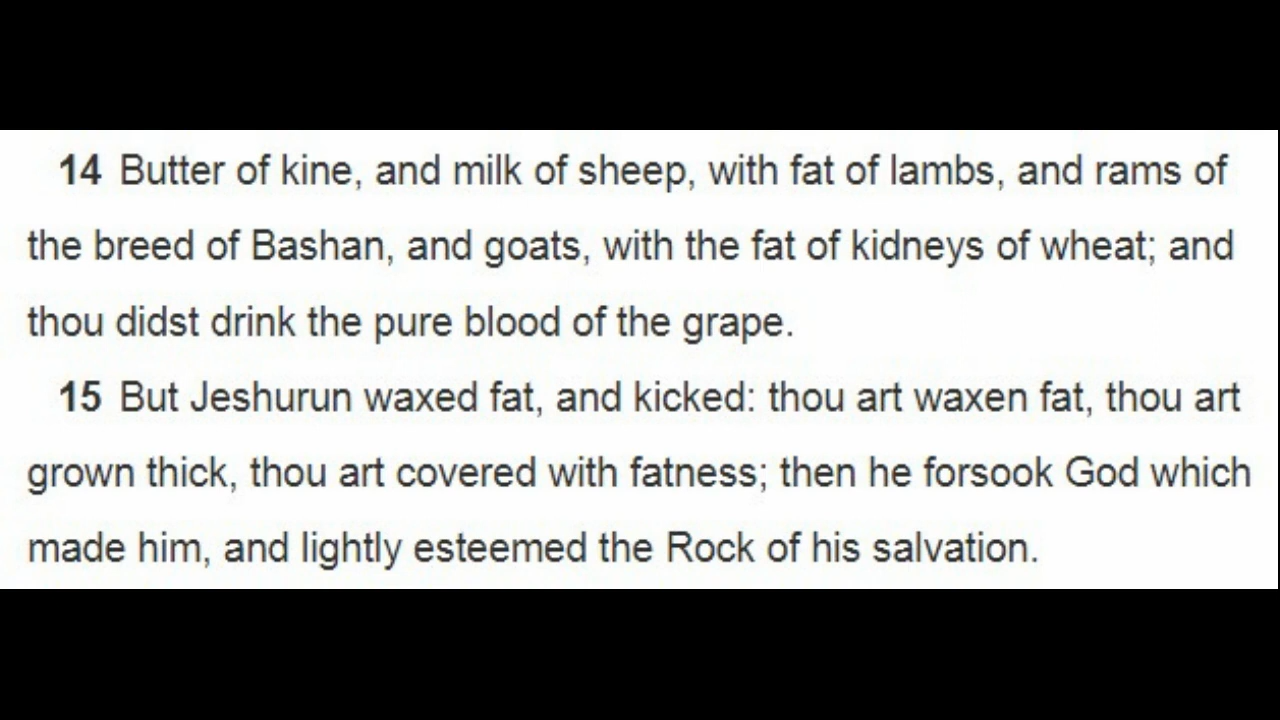 14 Butter of kine, and milk of sheep, with fat of lambs, and rams of
the breed of Bashan, and goats, with the fat of kidneys of wheat; and
thou didst drink the pure blood of the grape.
15 But Jeshurun waxed fat, and kicked: thou art waxen fat, thou art
grown thick, thou art covered with fatness; then he forsook God which
made him, and lightly esteemed the Rock of his salvation.